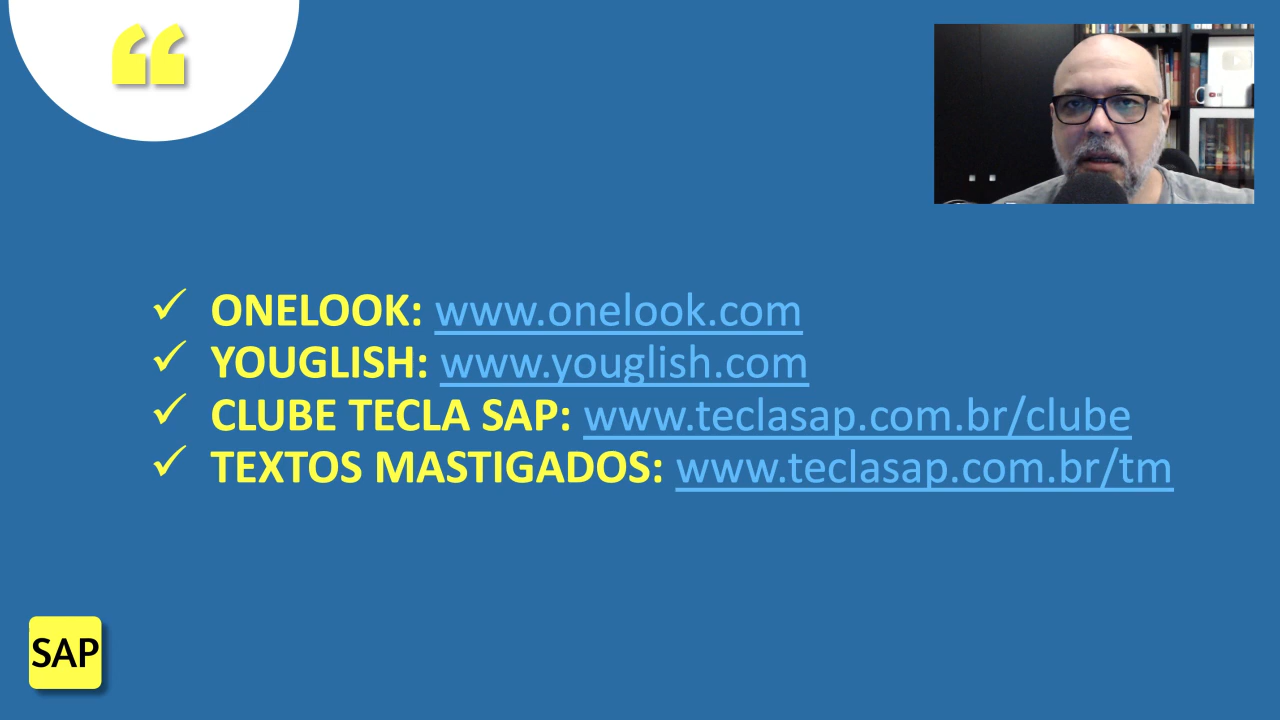 “
ONELOOK: www.onelook.com
YOUGLISH: www.youglish.com
CLUBE TECLA SAP: www.teclasap.com.br/clube
TEXTOS MASTIGADOS: www.teclasap.com.br/tm
SAP